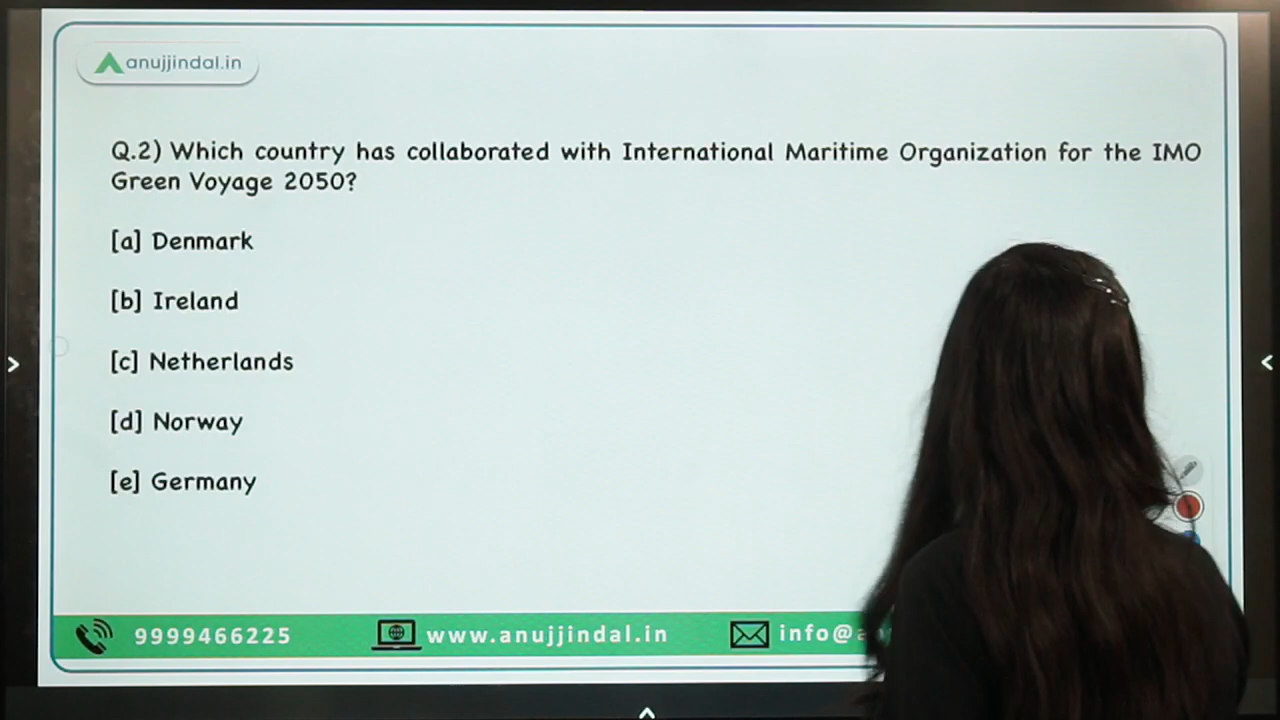 anujjindal.in
Q.2) Which country has collaborated with International Maritime Organization for the IMO
Green Voyage 2050?
[a] Denmark
[b] Ireland
[c] Netherlands
[d] Norway
[e] Germany
9999466225
www.anujjindal.in